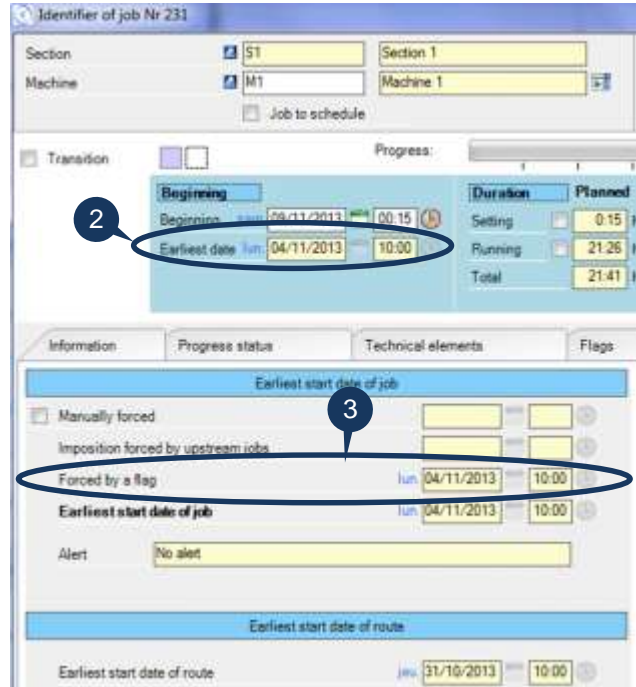 Identifier of job Nr 231
Section S1 Section 1
Machine M1 Machine 1
Job to schedule
Transition Progress:
Beginning Duration Planned
2
Beginning 09/11/2013 00:15 Setting 0:15
Earliest date lun. 04/11/2013 10:00 Running 21:26
Total 21:41
Information Progress status Technical elements Flags
Earliest start date of job
Manually forced
3
Imposition forced by upstream jobs
Forced by a flag lun. 04/11/2013 10:00
Earliest start date of job lun. 04/11/2013 10:00
Alert No alert
Earliest start date of route
Earliest start date of route jeu. 31/10/2013 10:00